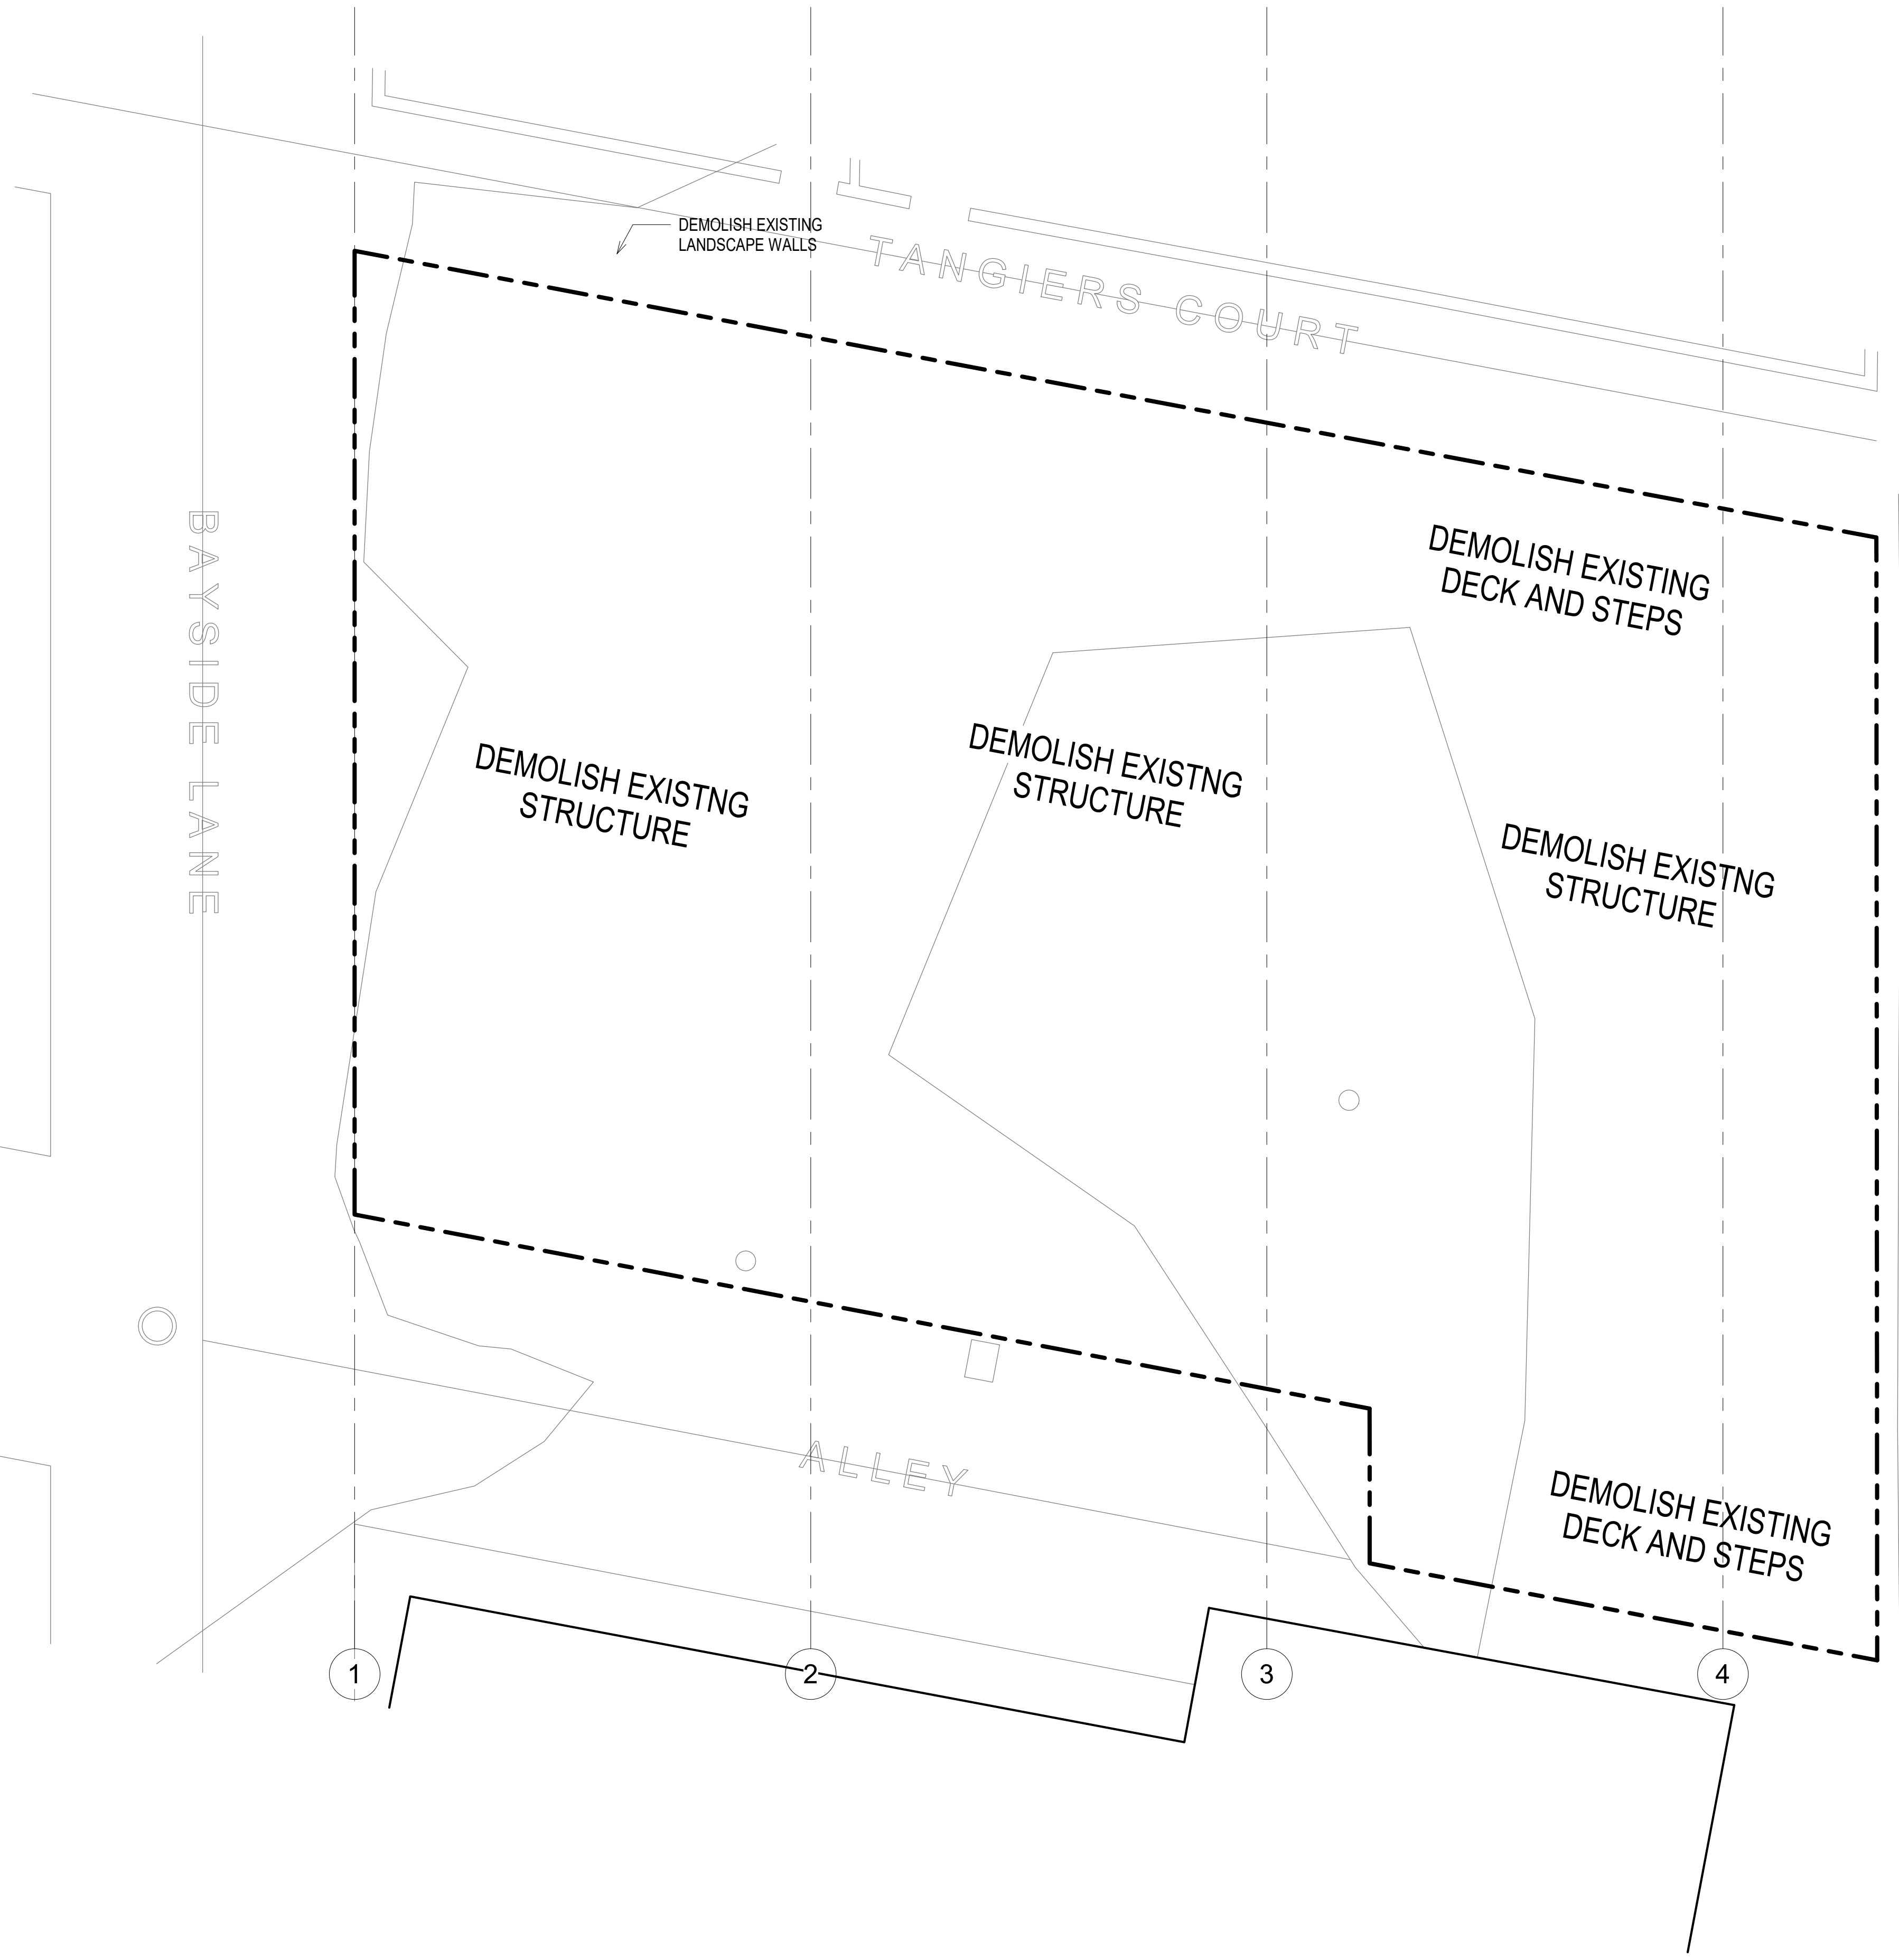 DEMOLISH EXISTING
LANDSCAPE WALLS
TANGIERS COURT
BAYSIDE LANE
DEMOLISH EXISTING
DECK AND STEPS
DEMOLISH EXISTNG
STRUCTURE
DEMOLISH EXISTNG
STRUCTURE
DEMOLISH EXISTNG
STRUCTURE
ALLEY
DEMOLISH EXISTING
DECK AND STEPS
1
2
3
4